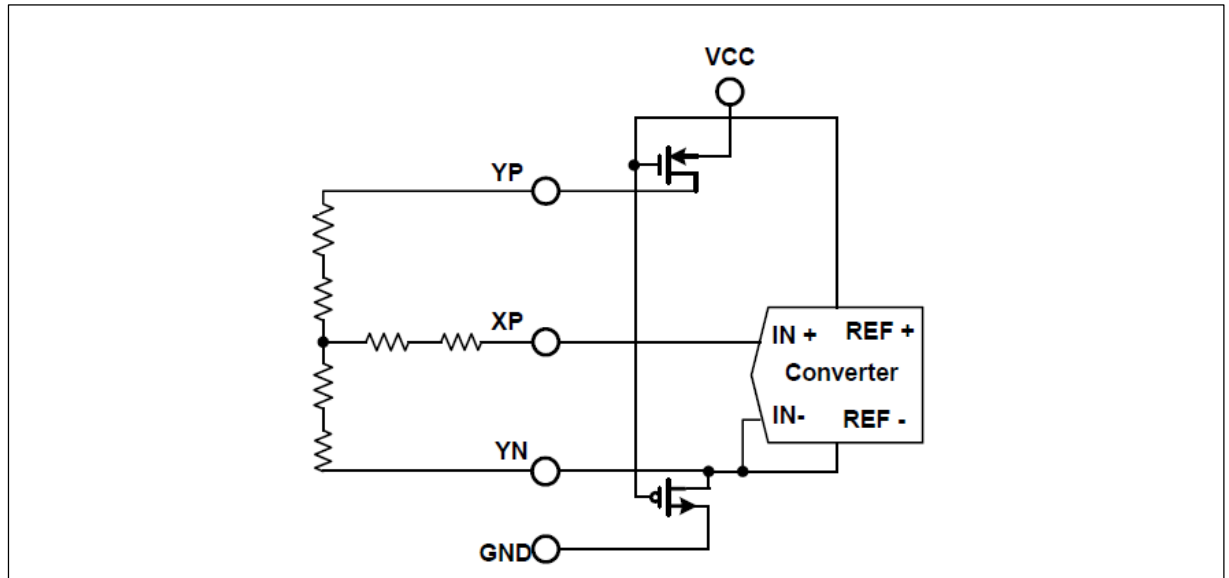 VCC
YP
XP
IN + REF +
Converter
IN- REF -
YN
GND